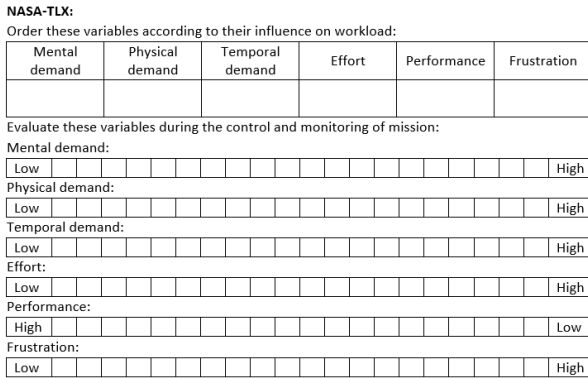 NASA-TLX:
Order these variables according to their influence on workload:
Mental demand Physical demand Temporal demand Effort Performance Frustration
Evaluate these variables during the control and monitoring of mission:
Mental demand:
Low High
Physical demand:
Low High
Temporal demand:
Low High
Effort:
Low High
Performance:
High Low
Frustration:
Low High